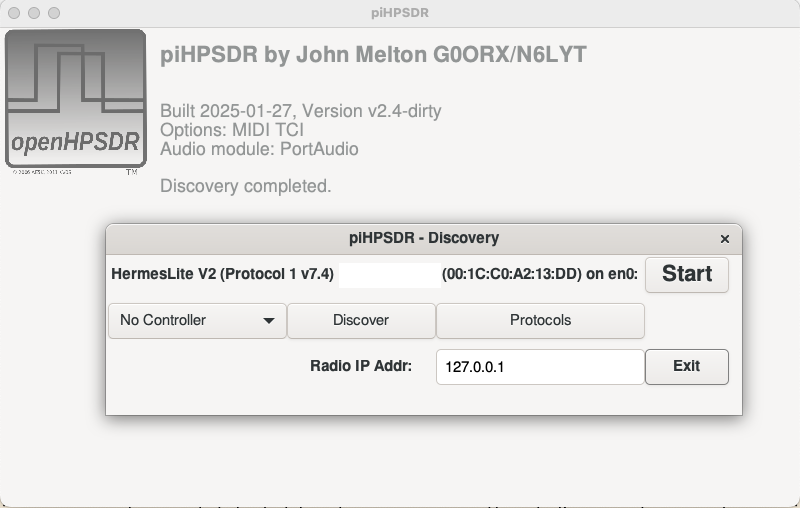 piHPSDR
piHPSDR by John Melton G0ORX/N6LYT
Built 2025-01-27, Version v2.4-dirty
Options: MIDI TCI
Audio module: PortAudio
openHPSDR
TM
Discovery completed.
piHPSDR - Discovery
×
HermesLite V2 (Protocol 1 v7.4) (00:1C:C0:A2:13:DD) on en0: Start
No Controller Discover Protocols
Radio IP Addr: 127.0.0.1 Exit